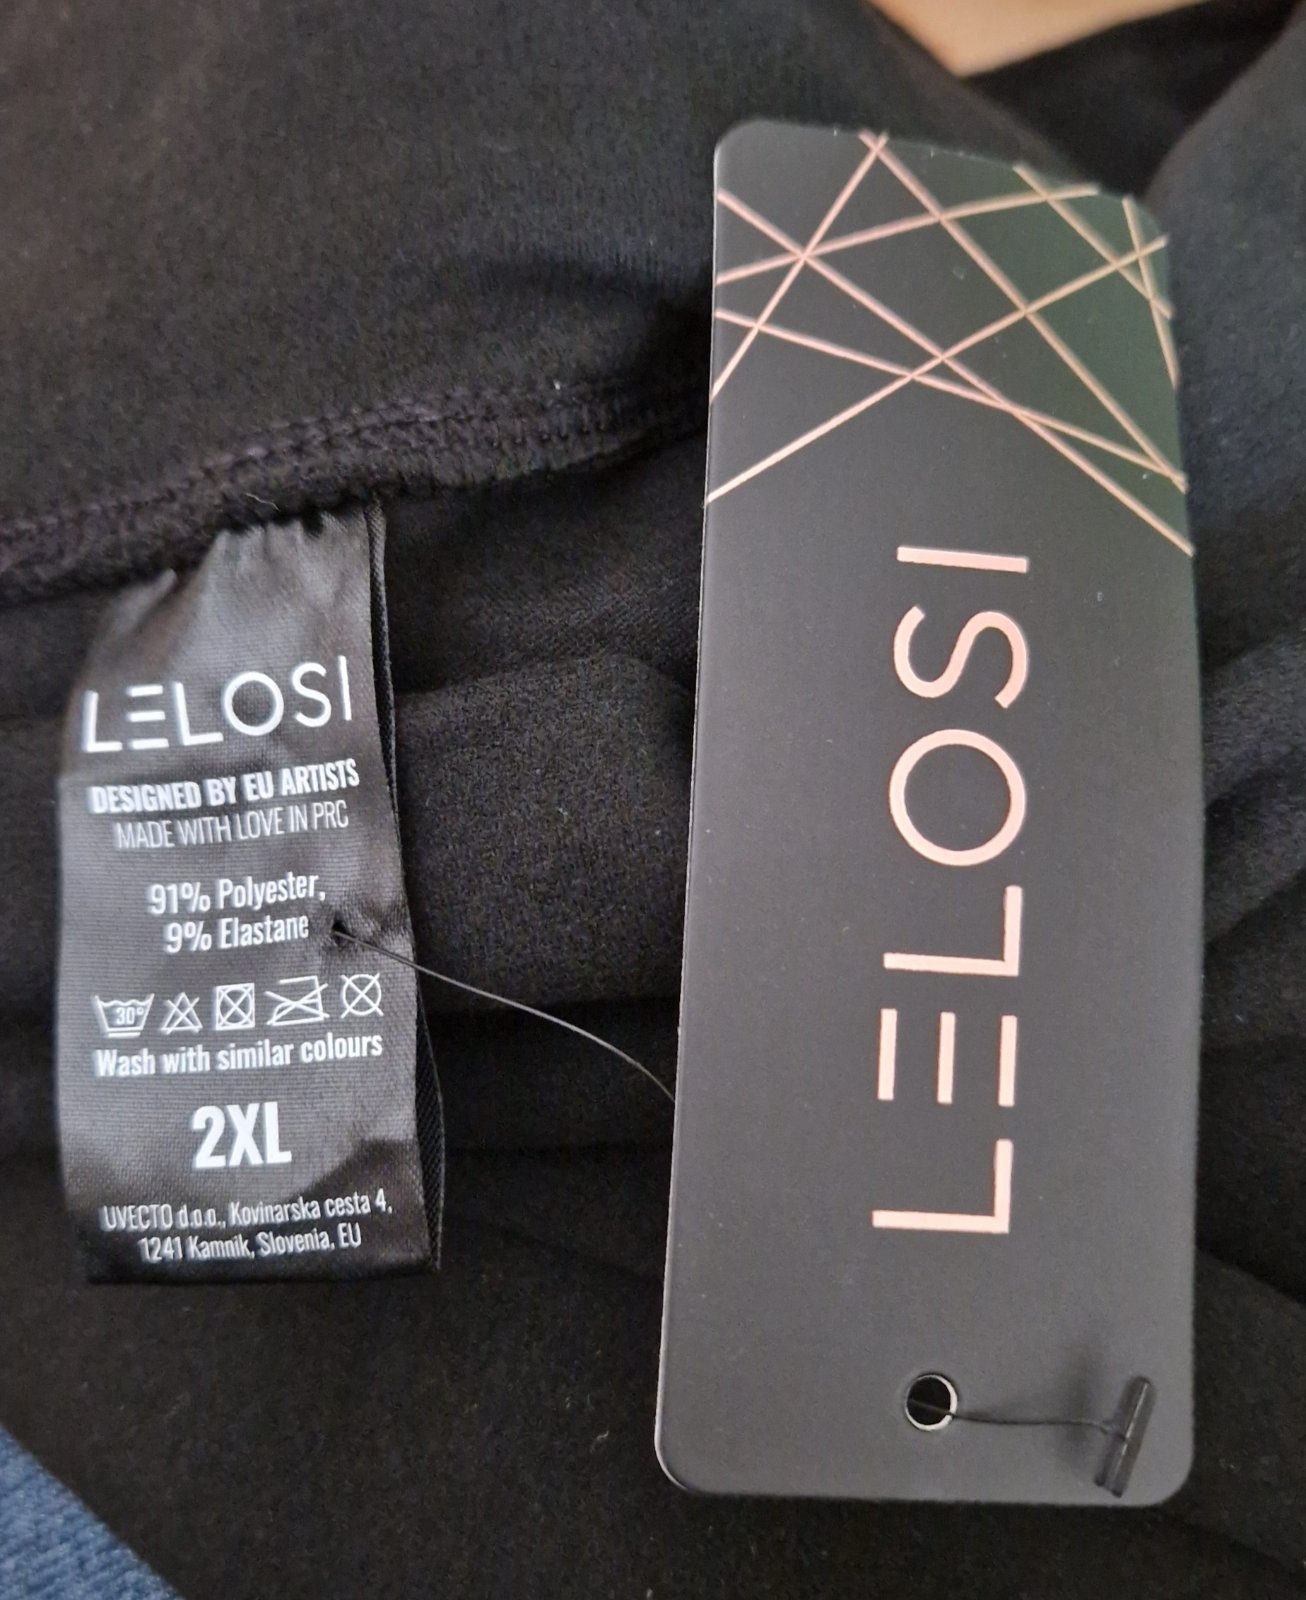 LELOSI
DESIGNED BY EU ARTISTS
MADE WITH LOVE IN PRC
91% Polyester,
9% Elastane
30°
Wash with similar colours
2XL
UVECTO d.o.o., Kovinarska cesta 4,
1241 Kamnik, Slovenia, EU
LELOSI